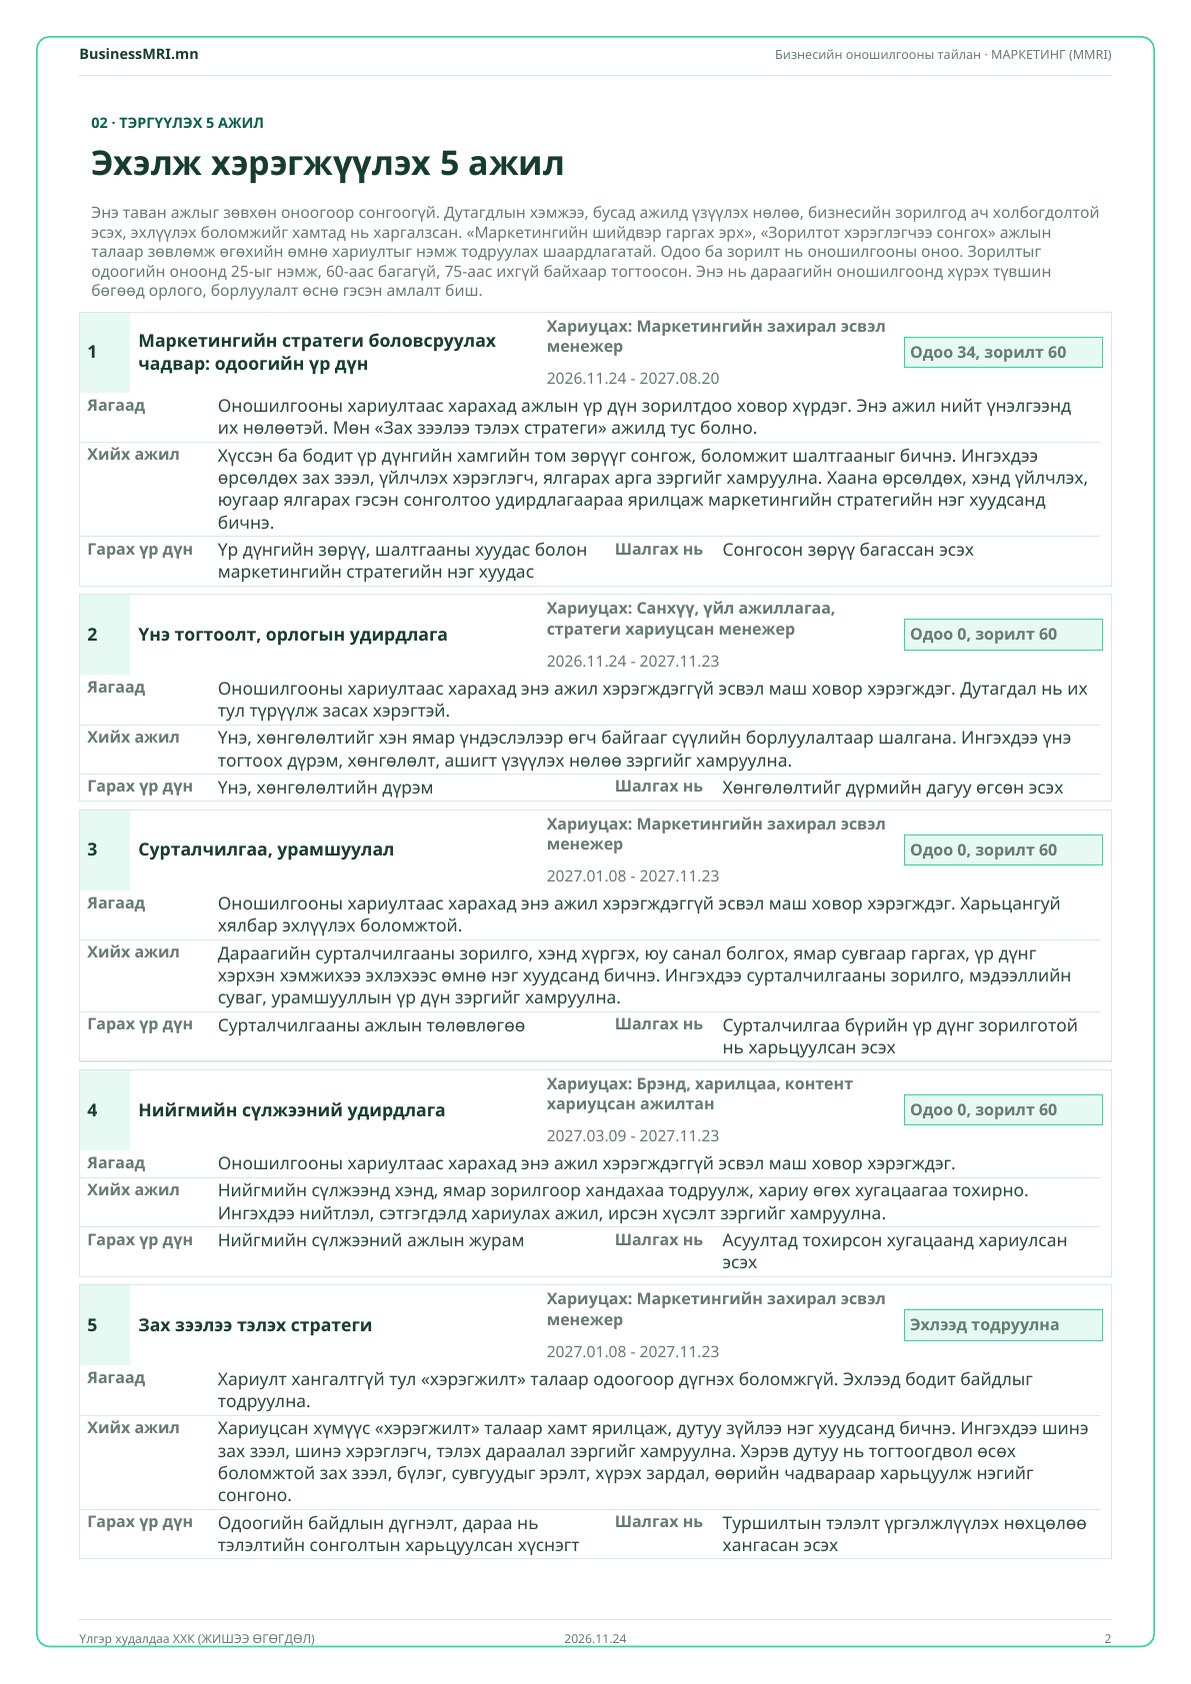 BusinessMRI.mn
Бизнесийн оношилгооны тайлан · МАРКЕТИНГ (MMRI)
02 · ТЭРГҮҮЛЭХ 5 АЖИЛ
Эхэлж хэрэгжүүлэх 5 ажил
Энэ таван ажлыг зөвхөн оноогоор сонгоогүй. Дутагдлын хэмжээ, бусад ажилд үзүүлэх нөлөө, бизнесийн зорилгод ач холбогдолтой
эсэх, эхлүүлэх боломжийг хамтад нь харгалзсан. «Маркетингийн шийдвэр гаргах эрх», «Зорилтот хэрэглэгчээ сонгох» ажлын
талаар зөвлөмж өгөхийн өмнө хариултыг нэмж тодруулах шаардлагатай. Одоо ба зорилт нь оношилгооны оноо. Зорилтыг
одоогийн оноонд 25-ыг нэмж, 60-аас багагүй, 75-аас ихгүй байхаар тогтоосон. Энэ нь дараагийн оношилгоонд хүрэх түвшин
бөгөөд орлого, борлуулалт өснө гэсэн амлалт биш.
1
Маркетингийн стратеги боловсруулах
чадвар: одоогийн үр дүн
Хариуцах: Маркетингийн захирал эсвэл
менежер
2026.11.24 - 2027.08.20
Одоо 34, зорилт 60
Яагаад
Оношилгооны хариултаас харахад ажлын үр дүн зорилтдоо ховор хүрдэг. Энэ ажил нийт үнэлгээнд
их нөлөөтэй. Мөн «Зах зээлээ тэлэх стратеги» ажилд тус болно.
Хийх ажил
Хүссэн ба бодит үр дүнгийн хамгийн том зөрүүг сонгож, боломжит шалтгааныг бичнэ. Ингэхдээ
өрсөлдөх зах зээл, үйлчлэх хэрэглэгч, ялгарах арга зэргийг хамруулна. Хаана өрсөлдөх, хэнд үйлчлэх,
юугаар ялгарах гэсэн сонголтоо удирдлагаараа ярилцаж маркетингийн стратегийн нэг хуудсанд
бичнэ.
Гарах үр дүн
Үр дүнгийн зөрүү, шалтгааны хуудас болон
маркетингийн стратегийн нэг хуудас
Шалгах нь
Сонгосон зөрүү багассан эсэх
2
Үнэ тогтоолт, орлогын удирдлага
Хариуцах: Санхүү, үйл ажиллагаа,
стратеги хариуцсан менежер
2026.11.24 - 2027.11.23
Одоо 0, зорилт 60
Яагаад
Оношилгооны хариултаас харахад энэ ажил хэрэгждэггүй эсвэл маш ховор хэрэгждэг. Дутагдал нь их
тул түрүүлж засах хэрэгтэй.
Хийх ажил
Үнэ, хөнгөлөлтийг хэн ямар үндэслэлээр өгч байгааг сүүлийн борлуулалтаар шалгана. Ингэхдээ үнэ
тогтоох дүрэм, хөнгөлөлт, ашигт үзүүлэх нөлөө зэргийг хамруулна.
Гарах үр дүн
Үнэ, хөнгөлөлтийн дүрэм
Шалгах нь
Хөнгөлөлтийг дүрмийн дагуу өгсөн эсэх
3
Сурталчилгаа, урамшуулал
Хариуцах: Маркетингийн захирал эсвэл
менежер
2027.01.08 - 2027.11.23
Одоо 0, зорилт 60
Яагаад
Оношилгооны хариултаас харахад энэ ажил хэрэгждэггүй эсвэл маш ховор хэрэгждэг. Харьцангуй
хялбар эхлүүлэх боломжтой.
Хийх ажил
Дараагийн сурталчилгааны зорилго, хэнд хүргэх, юу санал болгох, ямар сувгаар гаргах, үр дүнг
хэрхэн хэмжихээ эхлэхээс өмнө нэг хуудсанд бичнэ. Ингэхдээ сурталчилгааны зорилго, мэдээллийн
суваг, урамшууллын үр дүн зэргийг хамруулна.
Гарах үр дүн
Сурталчилгааны ажлын төлөвлөгөө
Шалгах нь
Сурталчилгаа бүрийн үр дүнг зорилготой
нь харьцуулсан эсэх
4
Нийгмийн сүлжээний удирдлага
Хариуцах: Брэнд, харилцаа, контент
хариуцсан ажилтан
2027.03.09 - 2027.11.23
Одоо 0, зорилт 60
Яагаад
Оношилгооны хариултаас харахад энэ ажил хэрэгждэггүй эсвэл маш ховор хэрэгждэг.
Хийх ажил
Нийгмийн сүлжээнд хэнд, ямар зорилгоор хандахаа тодруулж, хариу өгөх хугацаагаа тохирно.
Ингэхдээ нийтлэл, сэтгэгдэлд хариулах ажил, ирсэн хүсэлт зэргийг хамруулна.
Гарах үр дүн
Нийгмийн сүлжээний ажлын журам
Шалгах нь
Асуултад тохирсон хугацаанд хариулсан
эсэх
5
Зах зээлээ тэлэх стратеги
Хариуцах: Маркетингийн захирал эсвэл
менежер
2027.01.08 - 2027.11.23
Эхлээд тодруулна
Яагаад
Хариулт хангалтгүй тул «хэрэгжилт» талаар одоогоор дүгнэх боломжгүй. Эхлээд бодит байдлыг
тодруулна.
Хийх ажил
Хариуцсан хүмүүс «хэрэгжилт» талаар хамт ярилцаж, дутуу зүйлээ нэг хуудсанд бичнэ. Ингэхдээ шинэ
зах зээл, шинэ хэрэглэгч, тэлэх дараалал зэргийг хамруулна. Хэрэв дутуу нь тогтоогдвол өсөх
боломжтой зах зээл, бүлэг, сувгуудыг эрэлт, хүрэх зардал, өөрийн чадвараар харьцуулж нэгийг
сонгоно.
Гарах үр дүн
Одоогийн байдлын дүгнэлт, дараа нь
тэлэлтийн сонголтын харьцуулсан хүснэгт
Шалгах нь
Туршилтын тэлэлт үргэлжлүүлэх нөхцөлөө
хангасан эсэх
Үлгэр худалдаа ХХК (ЖИШЭЭ ӨГӨГДӨЛ)
2026.11.24
2